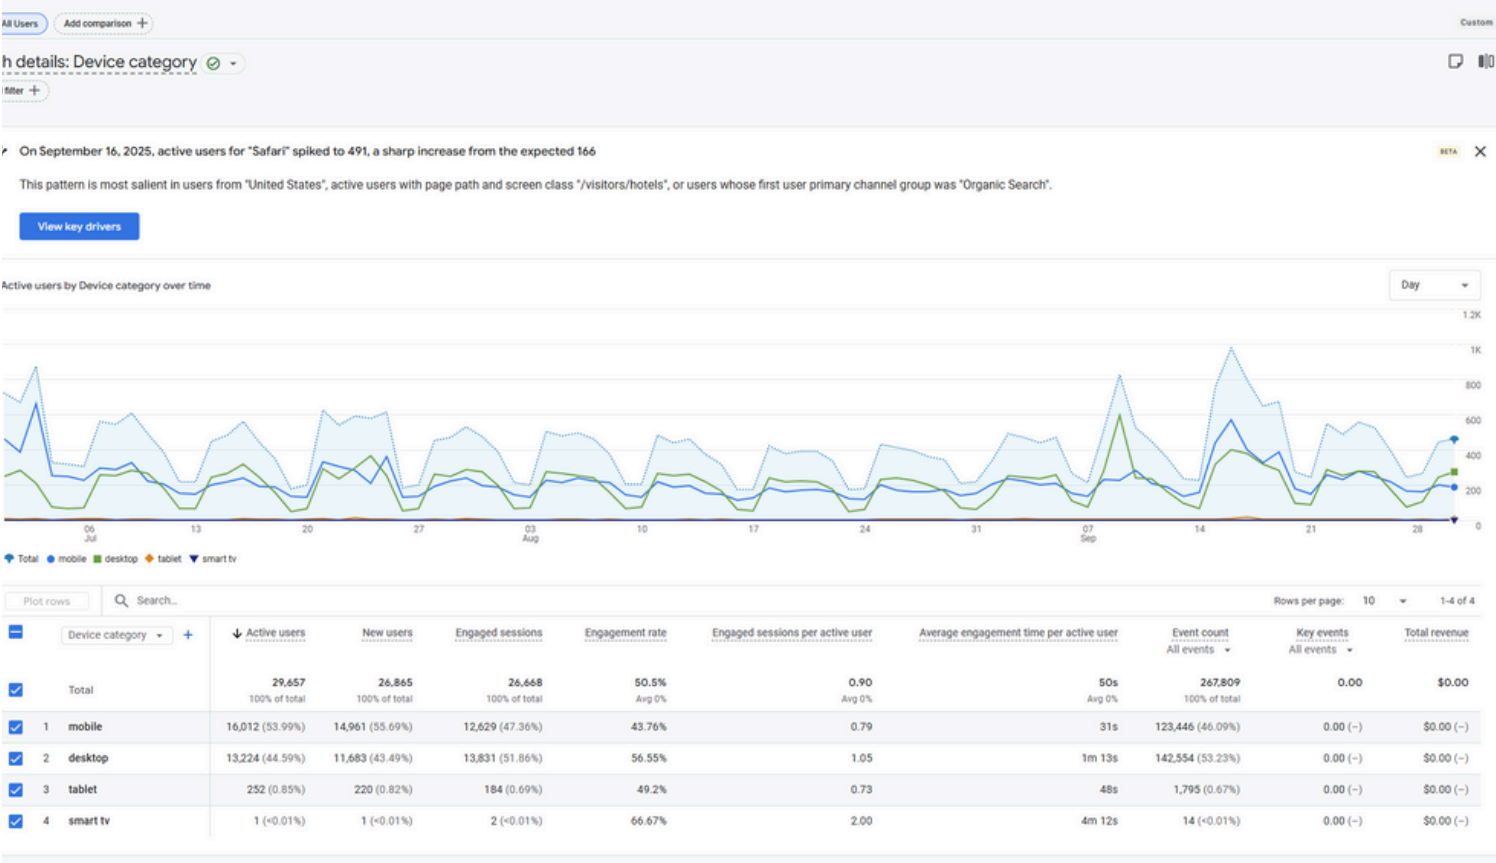 All Users Add comparison + Custom
h details: Device category
filter +
On September 16, 2025, active users for "Safari" spiked to 491, a sharp increase from the expected 166 BETA
This pattern is most salient in users from "United States", active users with page path and screen class "/visitors/hotels", or users whose first user primary channel group was "Organic Search".
View key drivers
Active users by Device category over time Day
1.2K
1K
800
600
400
200
0
06 13 20 27 03 10 17 24 31 07 14 21 28
Jul Aug Sep
Total mobile desktop tablet smart tv
Plot rows Search... Rows per page: 10 1-4 of 4
Device category + Active users New users Engaged sessions Engagement rate Engaged sessions per active user Average engagement time per active user Event count Key events Total revenue
All events All events
Total 29,657 26,865 26,668 50.5% 0.90 50s 267,809 0.00 $0.00
100% of total 100% of total 100% of total Avg 0% Avg 0% Avg 0% 100% of total
1 mobile 16,012 (53.99%) 14,961 (55.69%) 12,629 (47.36%) 43.76% 0.79 31s 123,446 (46.09%) 0.00 (–) $0.00 (–)
2 desktop 13,224 (44.59%) 11,683 (43.49%) 13,831 (51.86%) 56.55% 1.05 1m 13s 142,554 (53.23%) 0.00 (–) $0.00 (–)
3 tablet 252 (0.85%) 220 (0.82%) 184 (0.69%) 49.2% 0.73 48s 1,795 (0.67%) 0.00 (–) $0.00 (–)
4 smart tv 1 (<0.01%) 1 (<0.01%) 2 (<0.01%) 66.67% 2.00 4m 12s 14 (<0.01%) 0.00 (–) $0.00 (–)